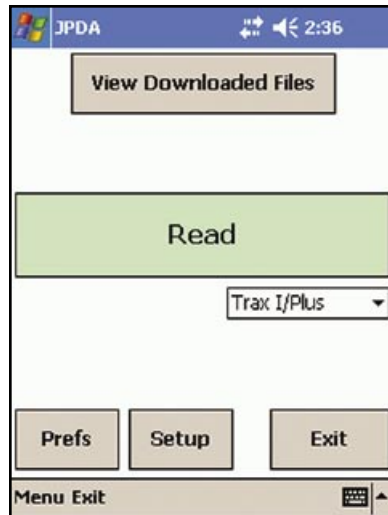 JPDA 2:36
View Downloaded Files
Read
Trax I/Plus
Prefs Setup Exit
Menu Exit